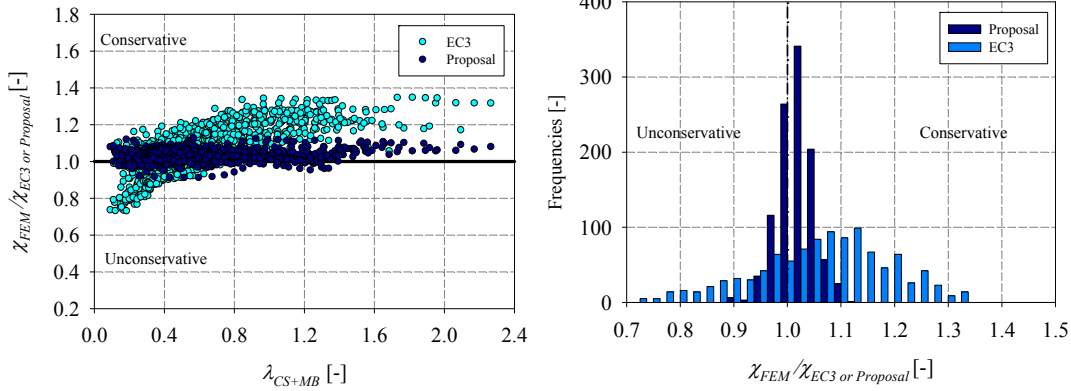 1.8
1.6
1.4
1.2
1.0
0.8
0.6
0.4
0.2
χFEM/χEC3 or Proposal [-]
Conservative
Unconservative
EC3
Proposal
0.0 0.4 0.8 1.2 1.6 2.0 2.4
λCS+MB [-]
400
300
200
100
0
Frequencies [-]
Proposal
EC3
Unconservative
Conservative
0.7 0.8 0.9 1.0 1.1 1.2 1.3 1.4 1.5
χFEM/χEC3 or Proposal [-]